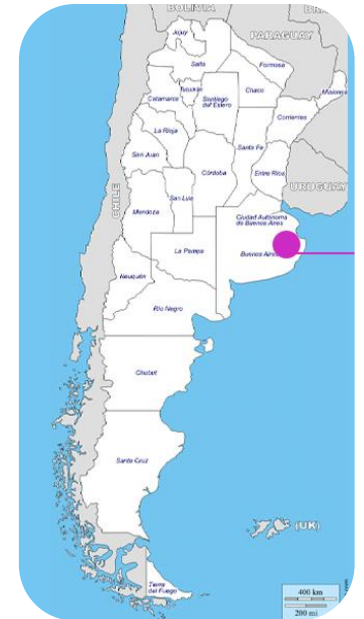 BOLIVIA
BRA
PARAGUAY
Jujuy
Salta
Formosa
Tucumán
Chaco
Misiones
Catamarca
Santiago
del Estero
Corrientes
La Rioja
Santa Fe
San Juan
Córdoba
Entre Ríos
URUGUAY
CHILE
San Luis
Mendoza
Ciudad Autónoma
de Buenos Aires
La Pampa
Buenos Aires
Neuquén
Río Negro
Chubut
Santa Cruz
(UK)
Tierra
del Fuego
400 km
200 mi